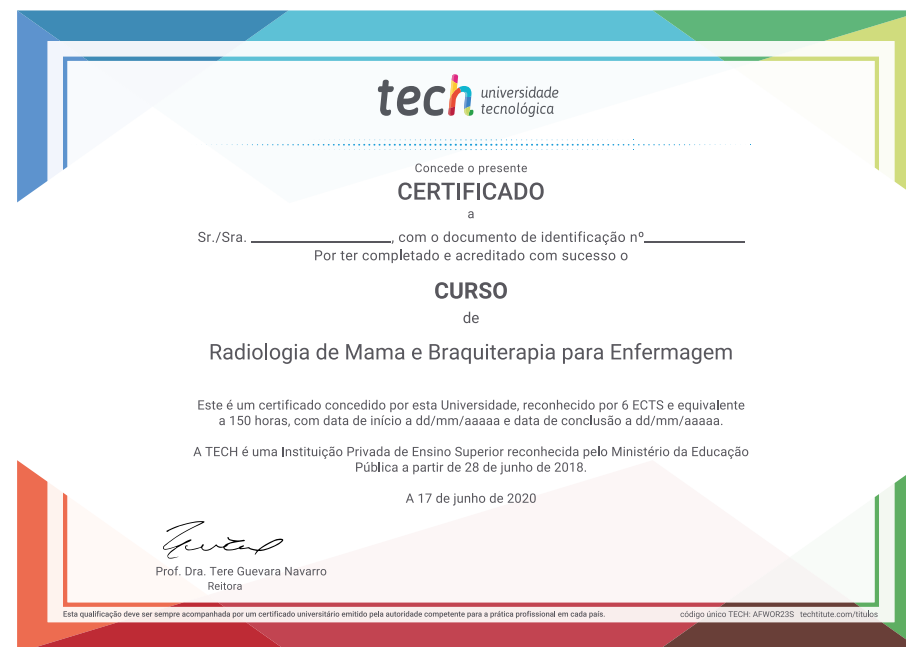 tech universidade
tecnológica
Concede o presente
CERTIFICADO
a
Sr./Sra. ____________________, com o documento de identificação nº______________
Por ter completado e acreditado com sucesso o
CURSO
de
Radiologia de Mama e Braquiterapia para Enfermagem
Este é um certificado concedido por esta Universidade, reconhecido por 6 ECTS e equivalente
a 150 horas, com data de início a dd/mm/aaaaa e data de conclusão a dd/mm/aaaaa.
A TECH é uma Instituição Privada de Ensino Superior reconhecida pelo Ministério da Educação
Pública a partir de 28 de junho de 2018.
A 17 de junho de 2020
Prof. Dra. Tere Guevara Navarro
Reitora
Esta qualificação deve ser sempre acompanhada por um certificado universitário emitido pela autoridade competente para a prática profissional em cada país.
código único TECH: AFWOR23S techtitute.com/titulos